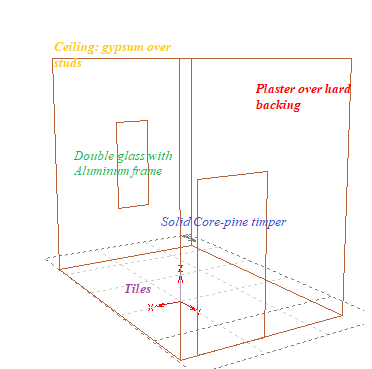 Ceiling: gypsum over
studs
Plaster over hard
backing
Double glass with
Aluminum frame
Solid Core-pine timper
Z
Tiles
X
Y